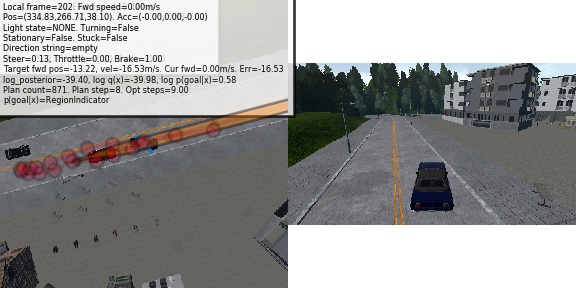 Local frame=202. Fwd speed=0.00m/s
Pos=(334.83,266.71,38.10). Acc=(-0.00,0.00,-0.00)
Light state=NONE. Turning=False
Stationary=False. Stuck=False
Direction string=empty
Steer=0.13, Throttle=0.00, Brake=1.00
Target fwd pos=-13.22, vel=-16.53m/s. Cur fwd=0.00m/s. Err=-16.53
log_posterior=-39.40, log q(x)=-39.98, log p(goal|x)=0.58
Plan count=871. Plan step=8. Opt steps=9.00
p(goal|x)=RegionIndicator